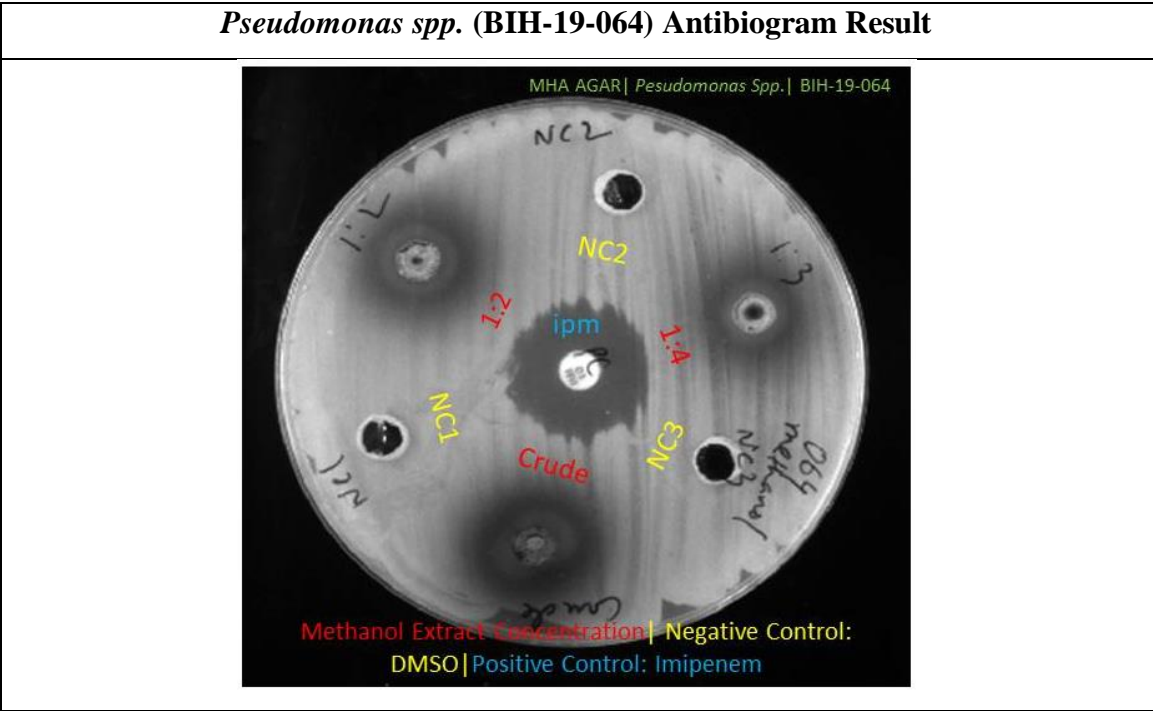 Pseudomonas spp. (BIH-19-064) Antibiogram Result
MHA AGAR| Pesudomonas Spp.| BIH-19-064
NC2
1:2
NC2
1:3
1:2
ipm
1:4
NC1
NC3
064
methanol
NC3
Crude
NC1
Crude
Methanol Extract Concentration| Negative Control:
DMSO|Positive Control: Imipenem